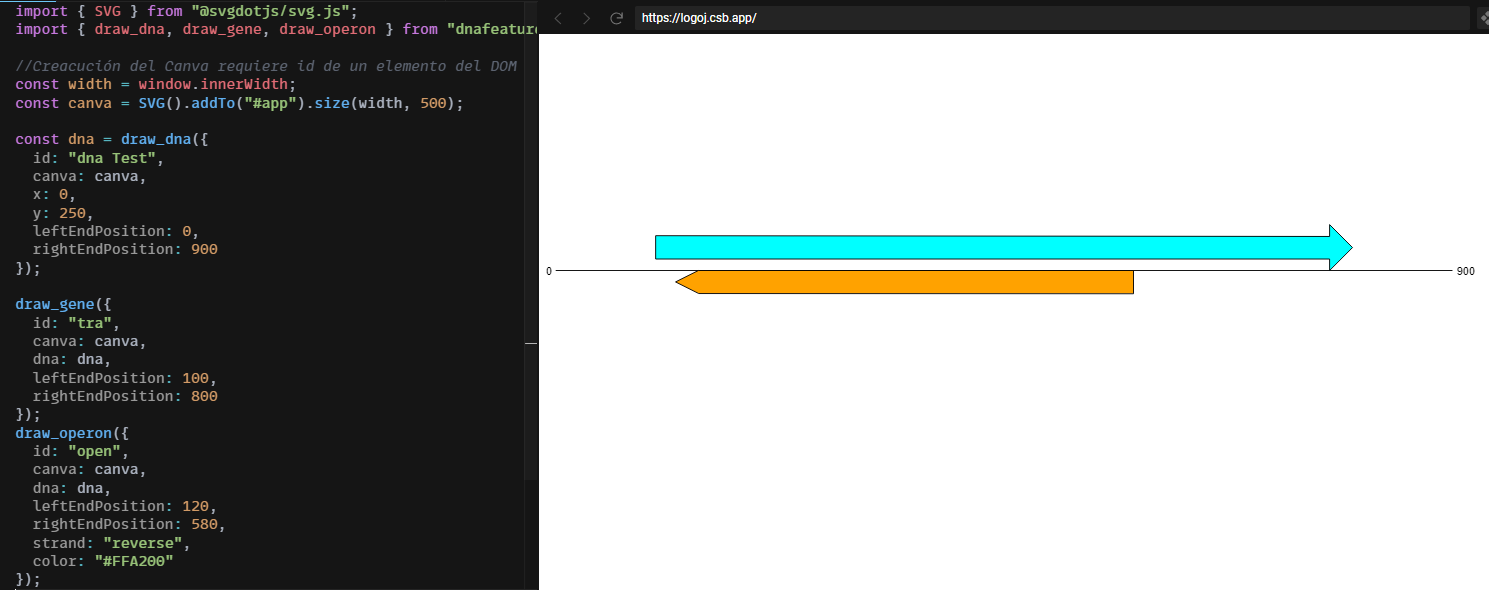 import { SVG } from "@svgdotjs/svg.js";
import { draw_dna, draw_gene, draw_operon } from "dnafeatur
//Creacución del Canva requiere id de un elemento del DOM
const width = window.innerWidth;
const canva = SVG().addTo("#app").size(width, 500);
const dna = draw_dna({
id: "dna Test",
canva: canva,
x: 0,
y: 250,
leftEndPosition: 0,
rightEndPosition: 900
});
draw_gene({
id: "tra",
canva: canva,
dna: dna,
leftEndPosition: 100,
rightEndPosition: 800
});
draw_operon({
id: "open",
canva: canva,
dna: dna,
leftEndPosition: 120,
rightEndPosition: 580,
strand: "reverse",
color: "#FFA200"
});
https://logoj.csb.app/
0
900